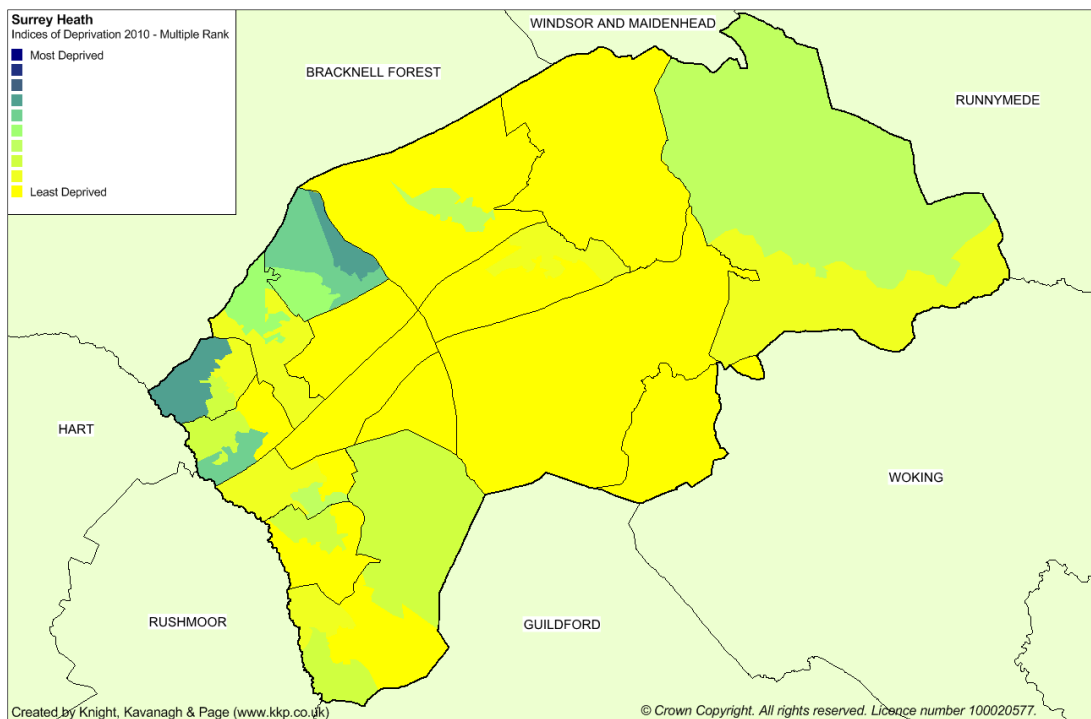 Surrey Heath
Indices of Deprivation 2010 - Multiple Rank
Most Deprived
Least Deprived
WINDSOR AND MAIDENHEAD
BRACKNELL FOREST
RUNNYMEDE
HART
WOKING
RUSHMOOR
GUILDFORD
Created by Knight, Kavanagh & Page (www.kkp.co.uk)
© Crown Copyright. All rights reserved. Licence number 100020577.